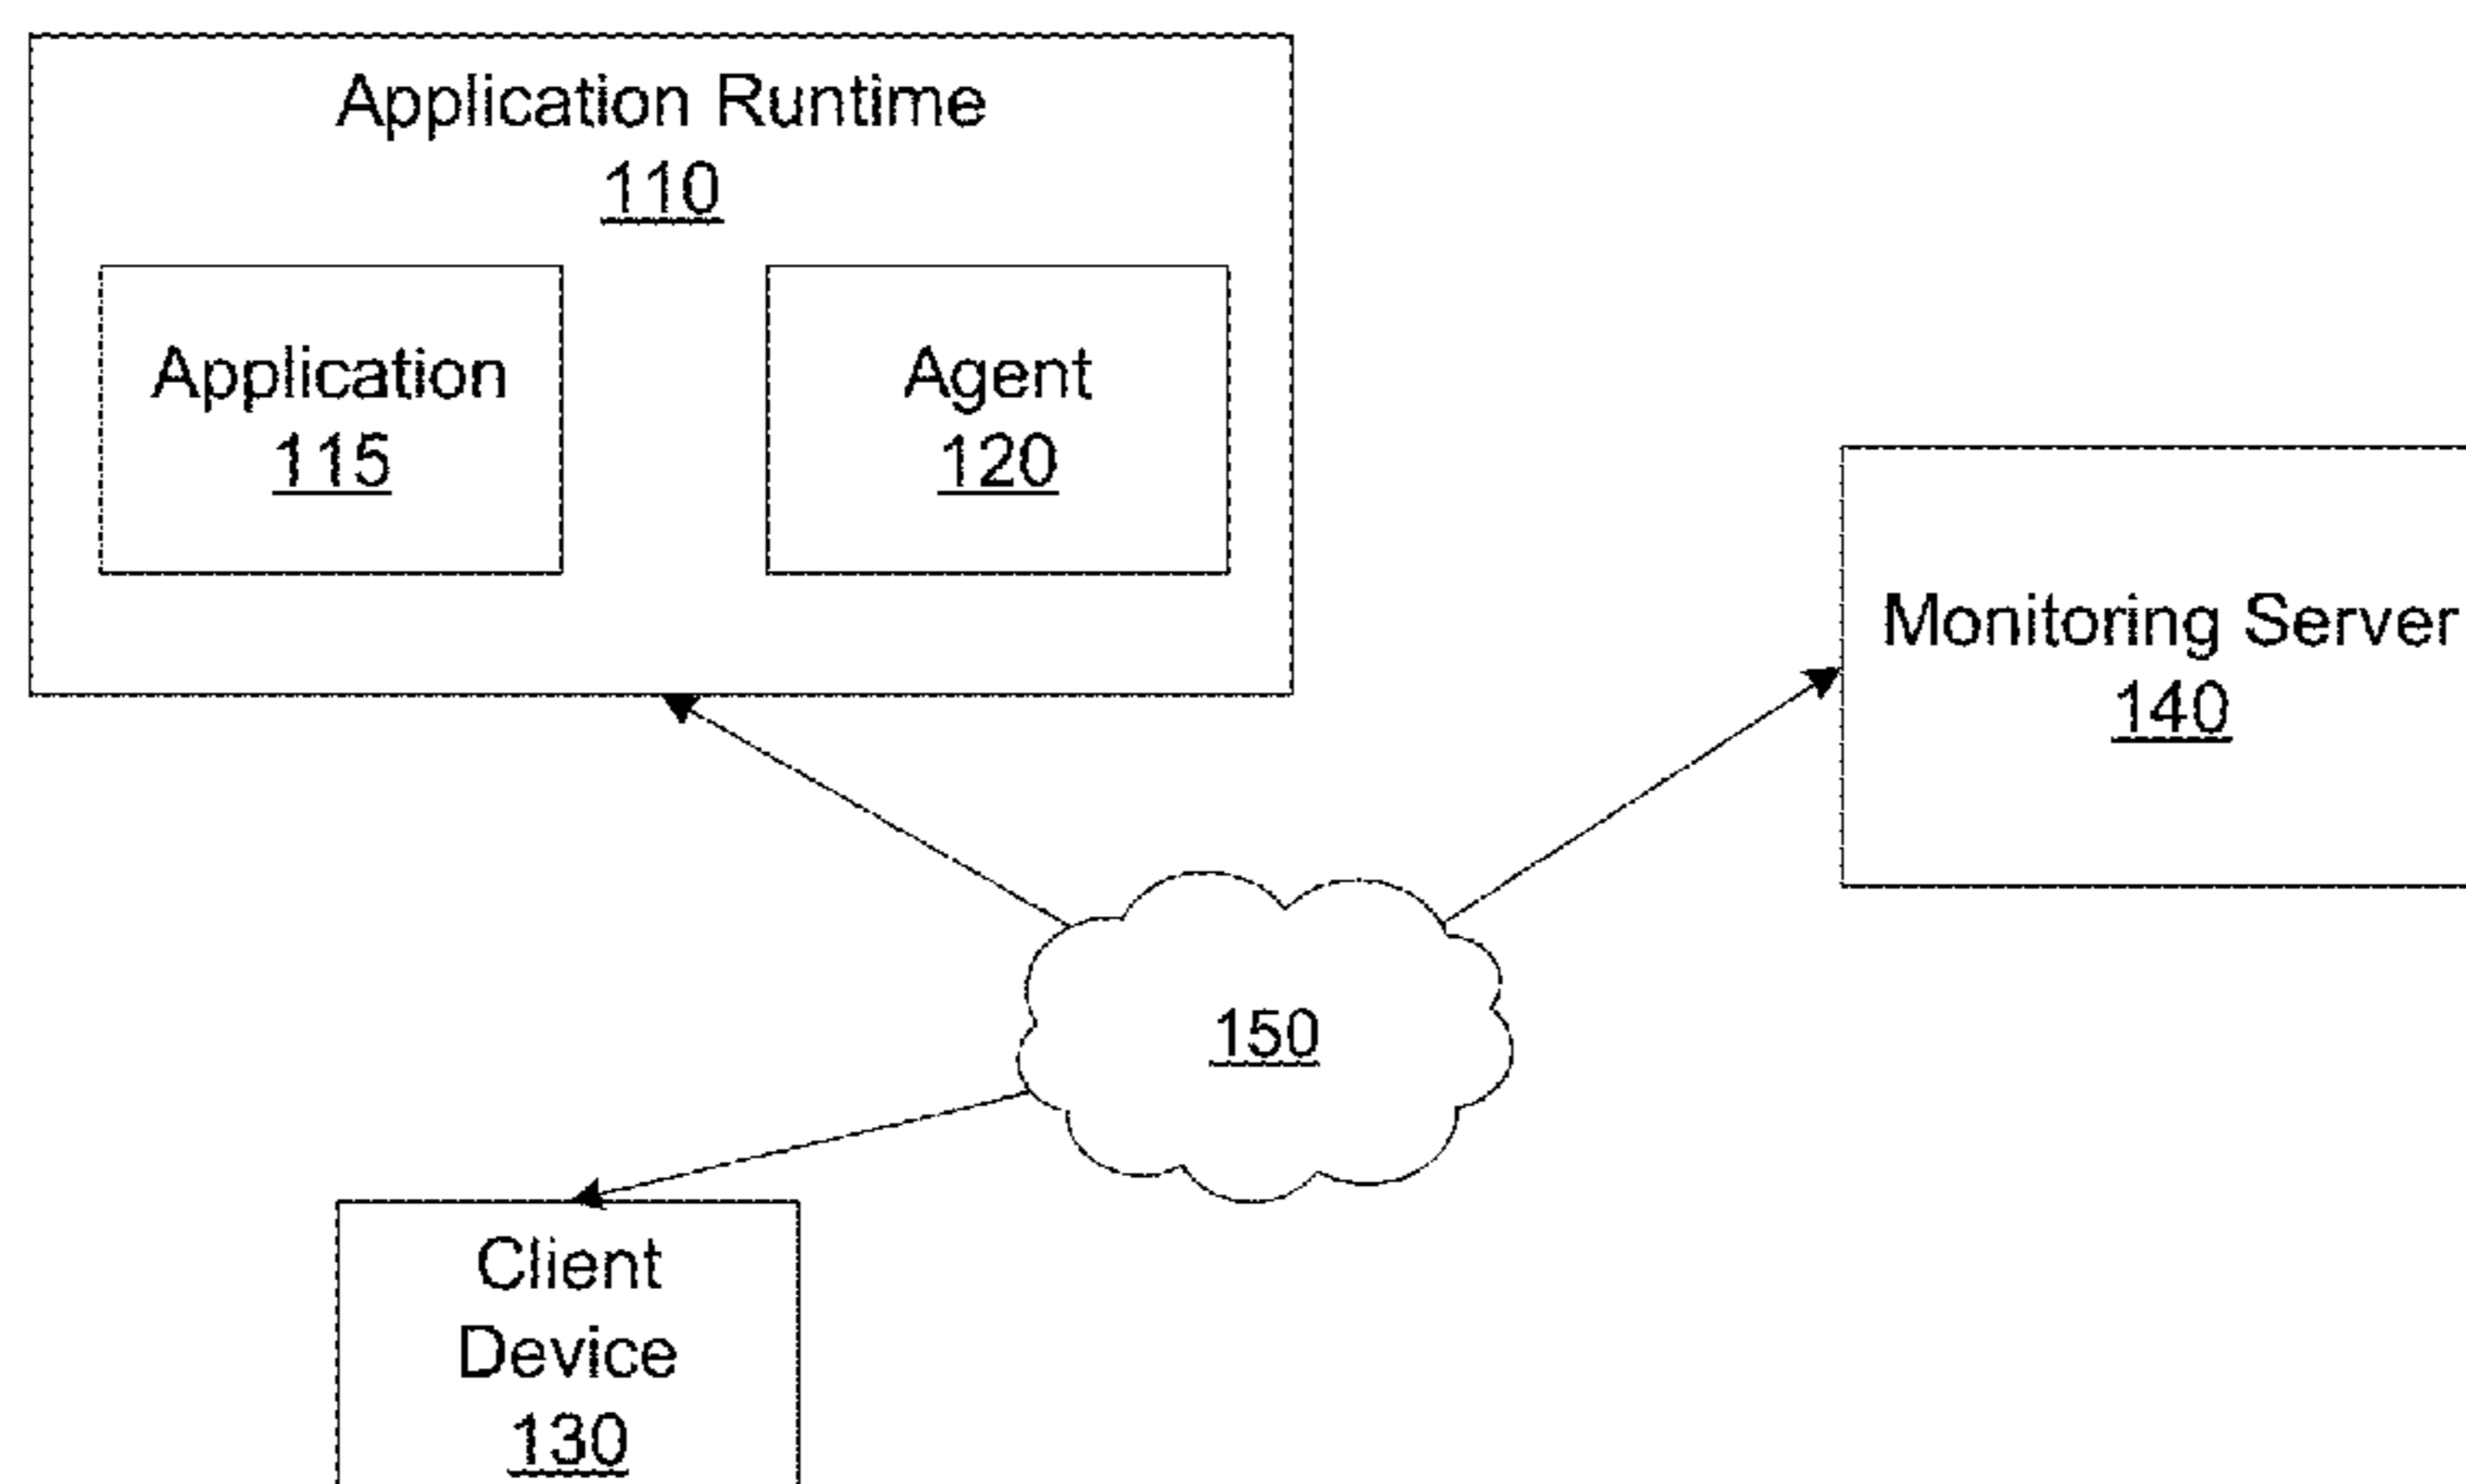 Application Runtime
110
Application
115
Agent
120
Monitoring Server
140
150
Client
Device
130